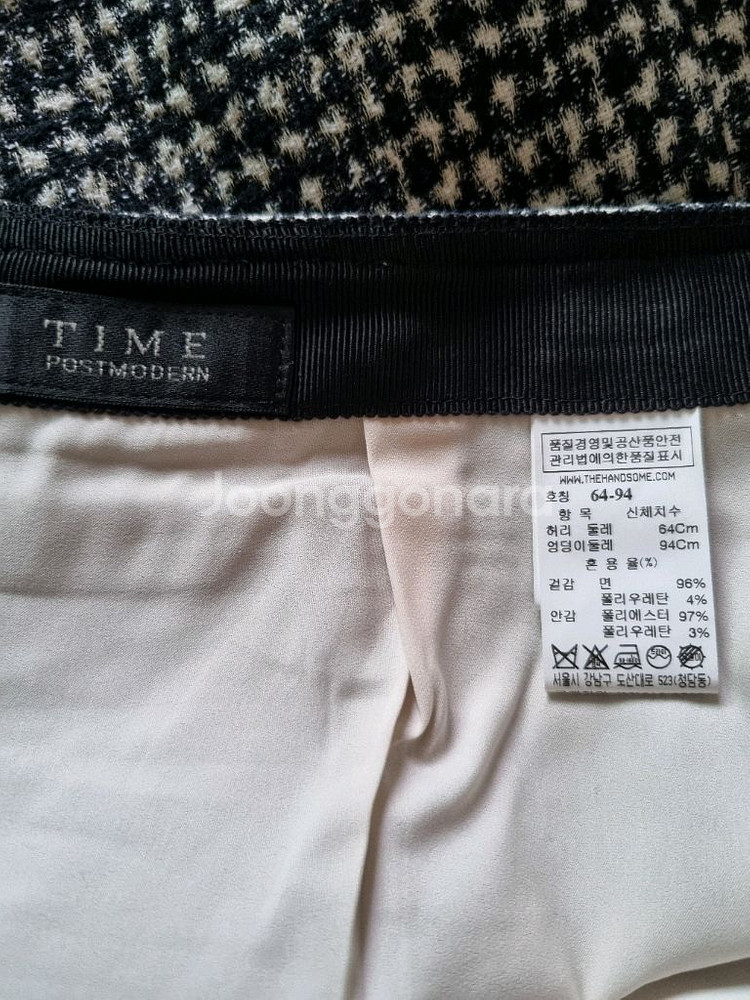 TIME
POSTMODERN
Joonggonara
품질경영및공산품안전
관리법에의한품질표시
WWW.THEHANDSOME.COM
호칭 64-94
항 목 신체치수
허리 둘레 64Cm
엉덩이둘레 94Cm
혼 용 율(%)
겉감 면 96%
폴리우레탄 4%
안감 폴리에스터 97%
폴리우레탄 3%
서울시 강남구 도산대로 523(청담동)